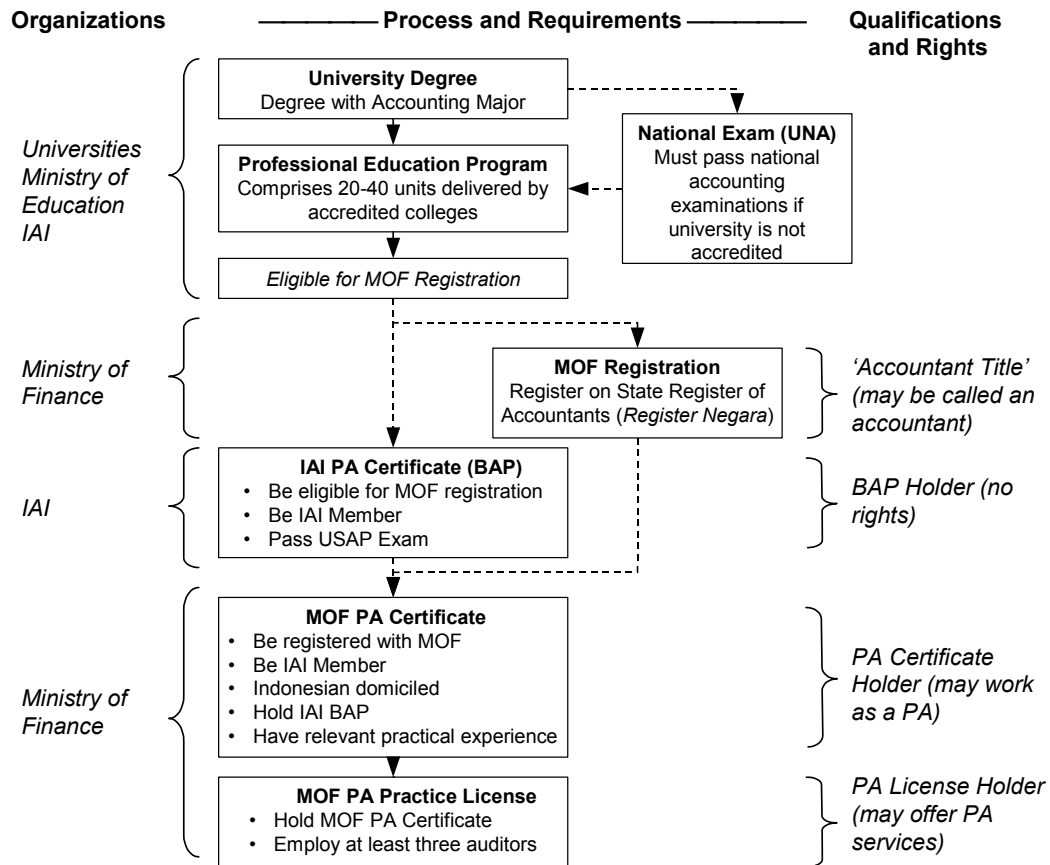 Organizations
Process and Requirements
Qualifications
and Rights
University Degree
Degree with Accounting Major
National Exam (UNA)
Must pass national
accounting
examinations if
university is not
accredited
Universities
Ministry of
Education
IAI
Professional Education Program
Comprises 20-40 units delivered by
accredited colleges
Eligible for MOF Registration
Ministry of
Finance
MOF Registration
Register on State Register of
Accountants (Register Negara)
‘Accountant Title’
(may be called an
accountant)
IAI
IAI PA Certificate (BAP)
• Be eligible for MOF registration
• Be IAI Member
• Pass USAP Exam
BAP Holder (no
rights)
Ministry of
Finance
MOF PA Certificate
• Be registered with MOF
• Be IAI Member
• Indonesian domiciled
• Hold IAI BAP
• Have relevant practical experience
PA Certificate
Holder (may work
as a PA)
MOF PA Practice License
• Hold MOF PA Certificate
• Employ at least three auditors
PA License Holder
(may offer PA
services)